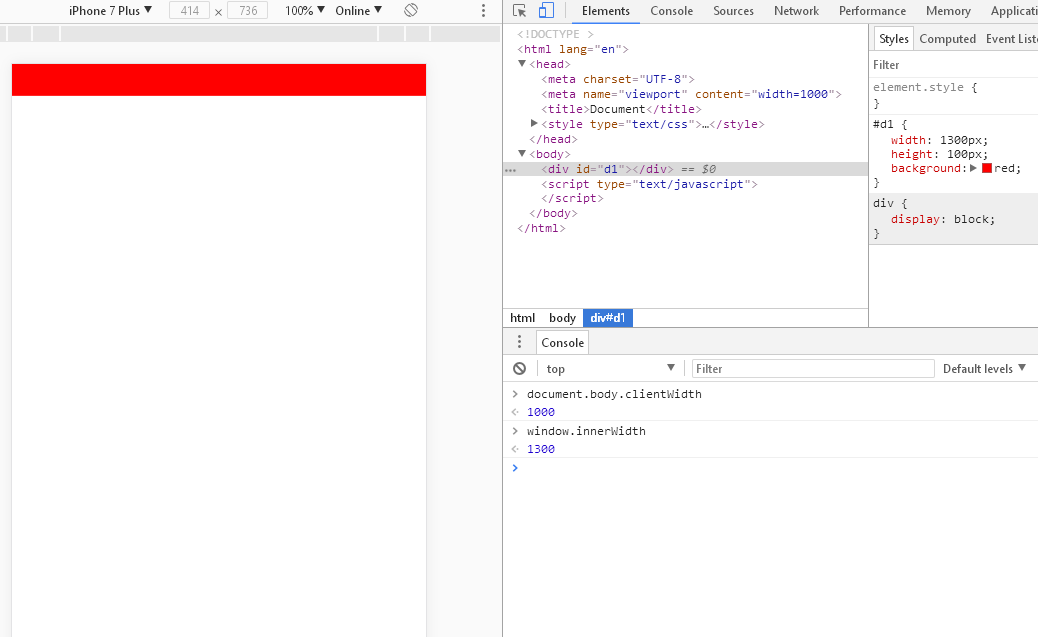 iPhone 7 Plus ▼ 414 × 736 100% ▼ Online ▼
Elements Console Sources Network Performance Memory Applicati
<!DOCTYPE >
<html lang="en">
▼<head>
<meta charset="UTF-8">
<meta name="viewport" content="width=1000">
<title>Document</title>
▶<style type="text/css">…</style>
</head>
▼<body>
<div id="d1"></div> == $0
<script type="text/javascript">
</script>
</body>
</html>
html body div#d1
Styles Computed Event Liste
Filter
element.style {
}
#d1 {
width: 1300px;
height: 100px;
background:▶ red;
}
div {
display: block;
}
Console
top ▼ Filter Default levels ▼
> document.body.clientWidth
< 1000
> window.innerWidth
< 1300
>